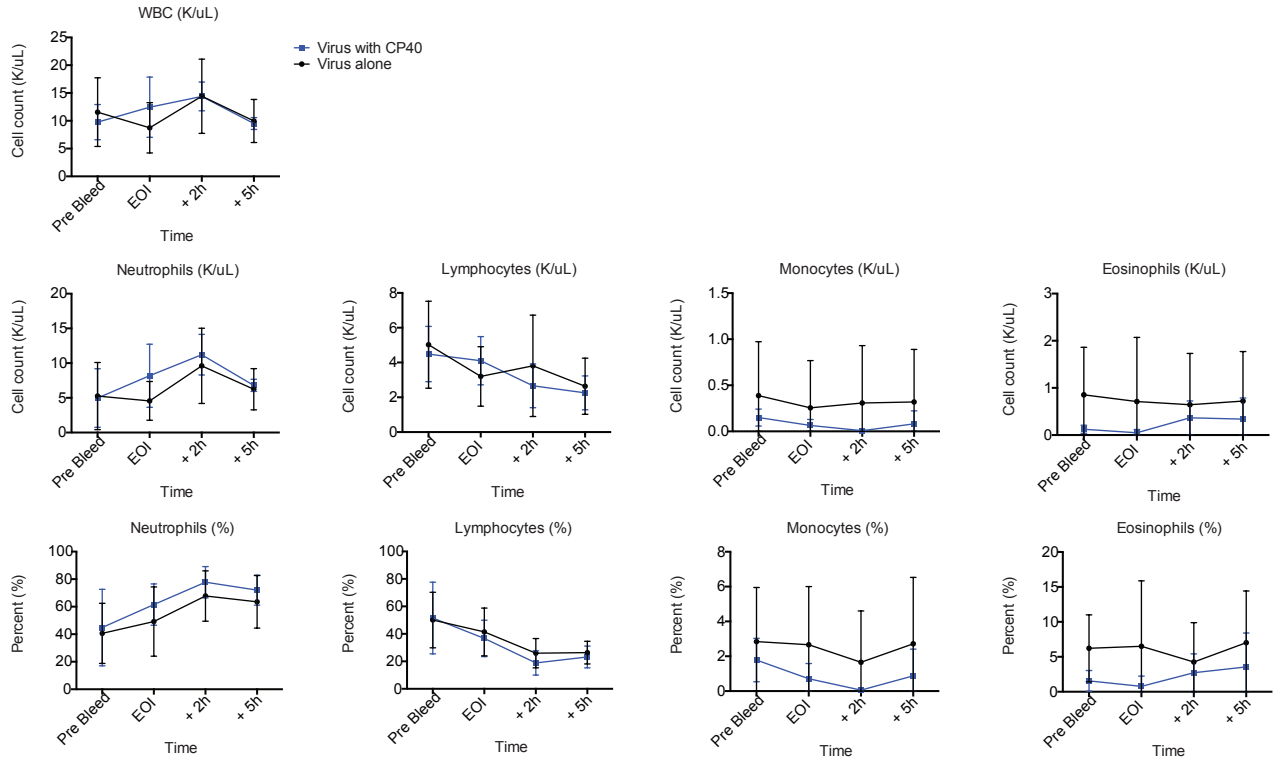 WBC (K/uL)
Cell count (K/uL)
25
20
15
10
5
0
Pre Bleed
EOI
+ 2h
+ 5h
Time
Virus with CP40
Virus alone
Neutrophils (K/uL)
Cell count (K/uL)
20
15
10
5
0
Pre Bleed
EOI
+ 2h
+ 5h
Time
Lymphocytes (K/uL)
Cell count (K/uL)
8
6
4
2
0
Pre Bleed
EOI
+ 2h
+ 5h
Time
Monocytes (K/uL)
Cell count (K/uL)
1.5
1.0
0.5
0.0
Pre Bleed
EOI
+ 2h
+ 5h
Time
Eosinophils (K/uL)
Cell count (K/uL)
3
2
1
0
Pre Bleed
EOI
+ 2h
+ 5h
Time
Neutrophils (%)
Percent (%)
100
80
60
40
20
0
Pre Bleed
EOI
+ 2h
+ 5h
Time
Lymphocytes (%)
Percent (%)
100
80
60
40
20
0
Pre Bleed
EOI
+ 2h
+ 5h
Time
Monocytes (%)
Percent (%)
8
6
4
2
0
Pre Bleed
EOI
+ 2h
+ 5h
Time
Eosinophils (%)
Percent (%)
20
15
10
5
0
Pre Bleed
EOI
+ 2h
+ 5h
Time